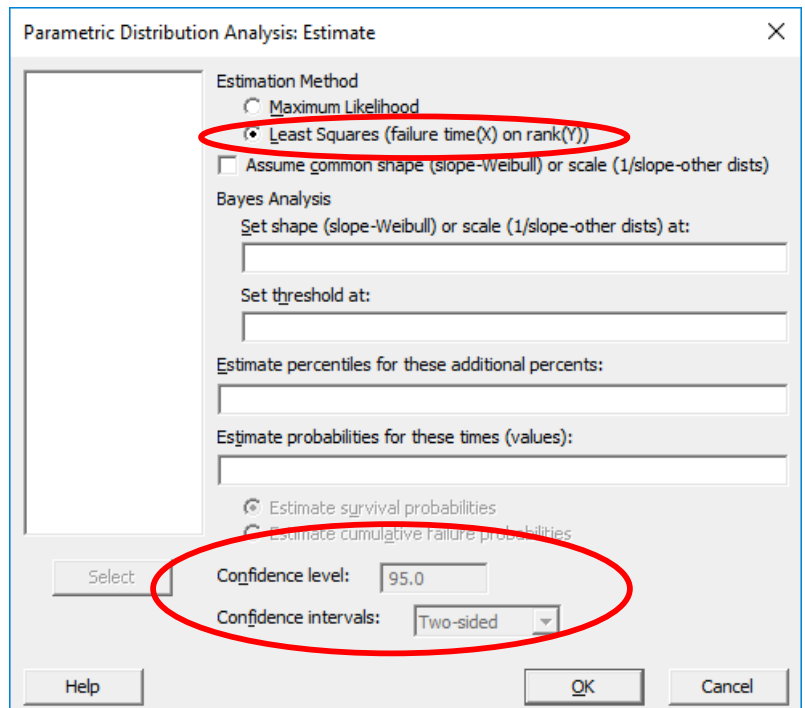 Parametric Distribution Analysis: Estimate
Estimation Method
Maximum Likelihood
Least Squares (failure time(X) on rank(Y))
Assume common shape (slope-Weibull) or scale (1/slope-other dists)
Bayes Analysis
Set shape (slope-Weibull) or scale (1/slope-other dists) at:
Set threshold at:
Estimate percentiles for these additional percents:
Estimate probabilities for these times (values):
Estimate survival probabilities
Estimate cumulative failure probabilities
Select
Confidence level: 95.0
Confidence intervals: Two-sided
Help OK Cancel